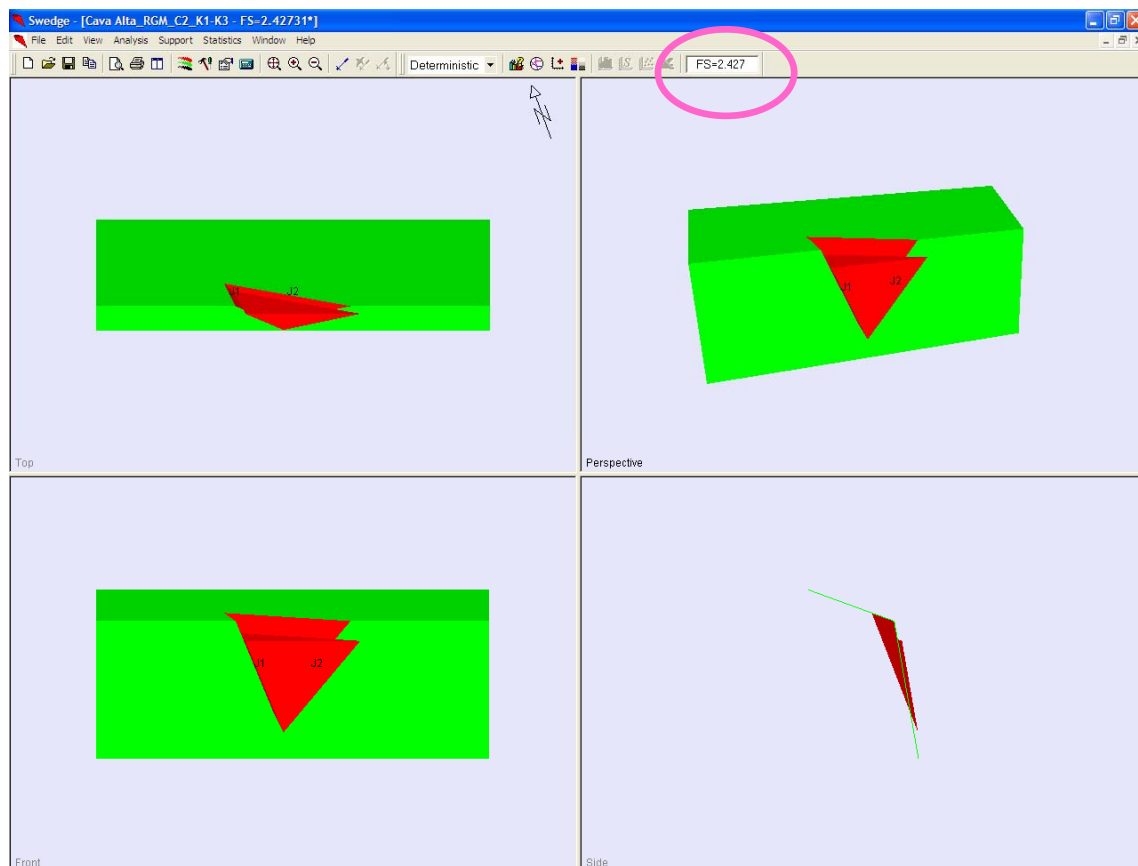 Swedge - [Cava Alta_RGM_C2_K1-K3 - FS=2.42731*]
File Edit View Analysis Support Statistics Window Help
Deterministic FS=2.427
N
J1 J2
J1 J2
Top Perspective
J1 J2
Front Side